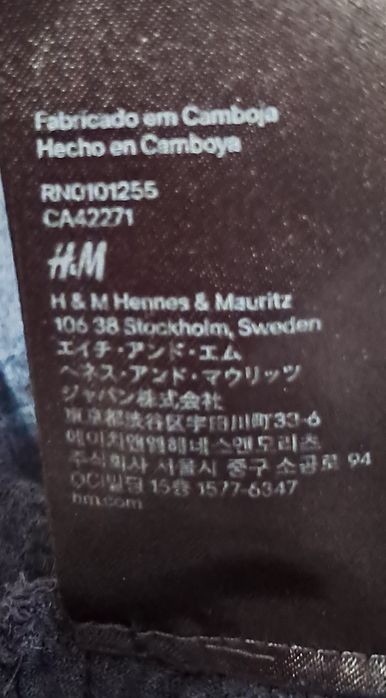 Fabricado em Camboja
Hecho en Camboya
RN0101255
CA42271
H&M
H & M Hennes & Mauritz
106 38 Stockholm, Sweden
エイチ・アンド・エム
ヘネス・アンド・マウリッツ
ジャパン株式会社
東京都渋谷区宇田川町33-6
에이치앤엠헤네스앤모리츠
주식회사 서울시 중구 소공로 94
OCI빌딩 15층 1577-6347
hm.com